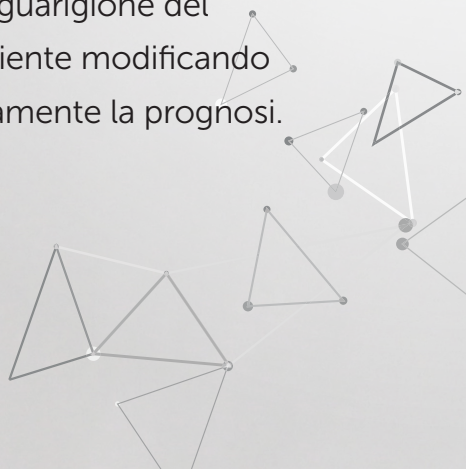 guarigione del
iente modificando
amente la prognosi.